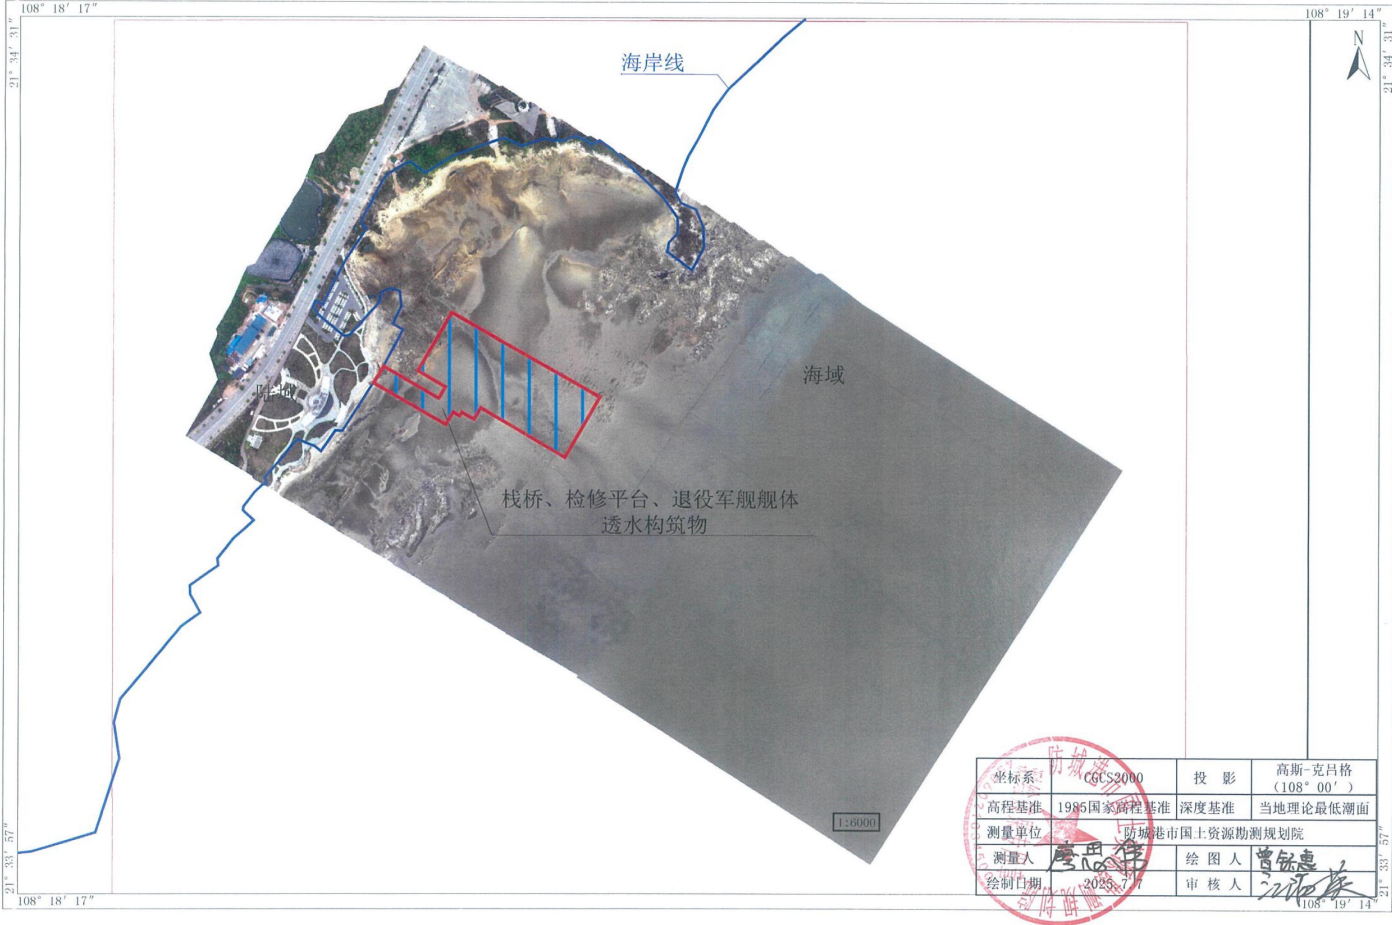 108° 18′ 17″
108° 19′ 14″
21° 34′ 31″
21° 34′ 31″
N
海岸线
陆域
海域
栈桥、检修平台、退役军舰舰体
透水构筑物
1:6000
坐标系 CGCS2000 投 影 高斯-克吕格
(108° 00′ )
高程基准 1985国家高程基准 深度基准 当地理论最低潮面
测量单位 防城港市国土资源勘测规划院
测量人 绘 图 人
绘制日期 2025.7.7 审 核 人
21° 33′ 57″
21° 33′ 57″
108° 18′ 17″
108° 19′ 14″